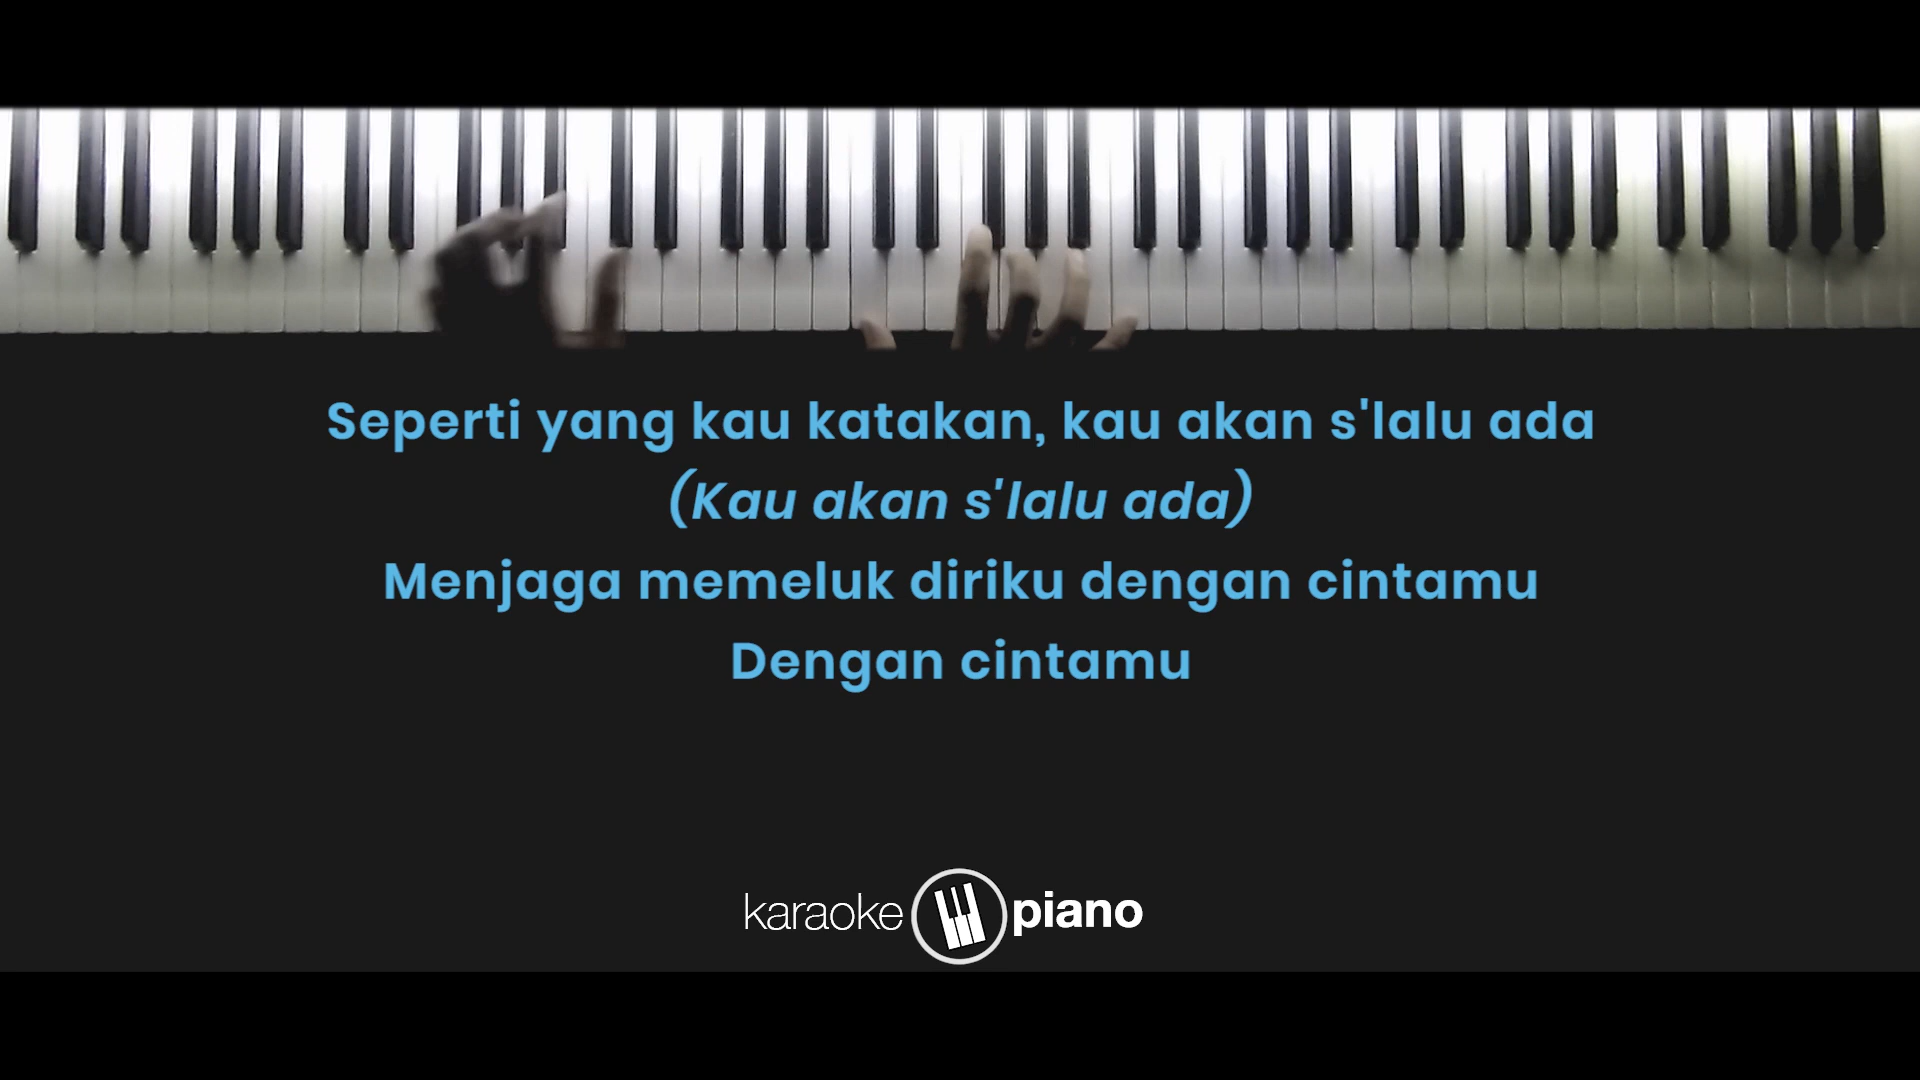 Seperti yang kau katakan, kau akan s'lalu ada
(Kau akan s'lalu ada)
Menjaga memeluk diriku dengan cintamu
Dengan cintamu
karaoke piano